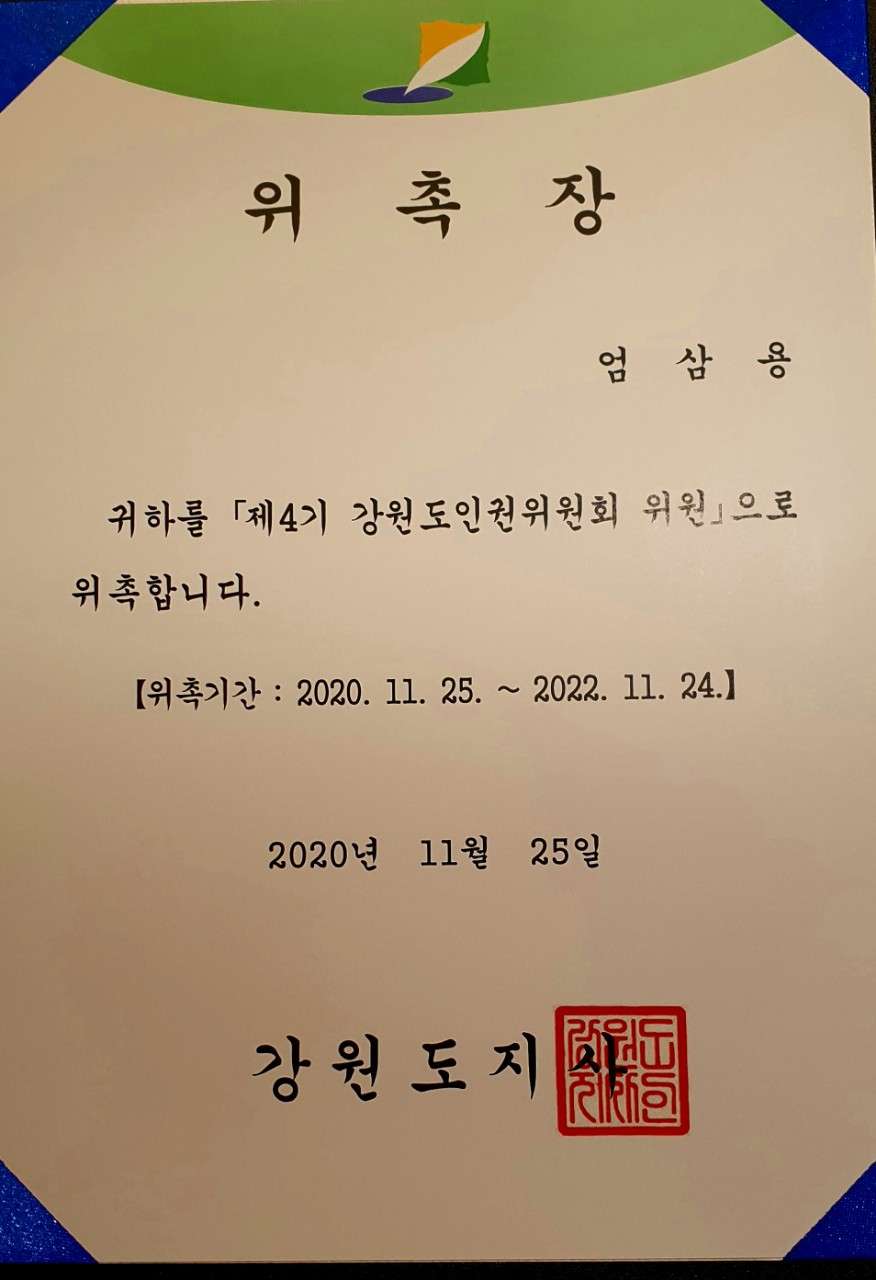 위 촉 장
엄 삼 용
귀하를 「제4기 강원도인권위원회 위원」으로
위촉합니다.
【위촉기간 : 2020. 11. 25. ~ 2022. 11. 24.】
2020년 11월 25일
강원도지사